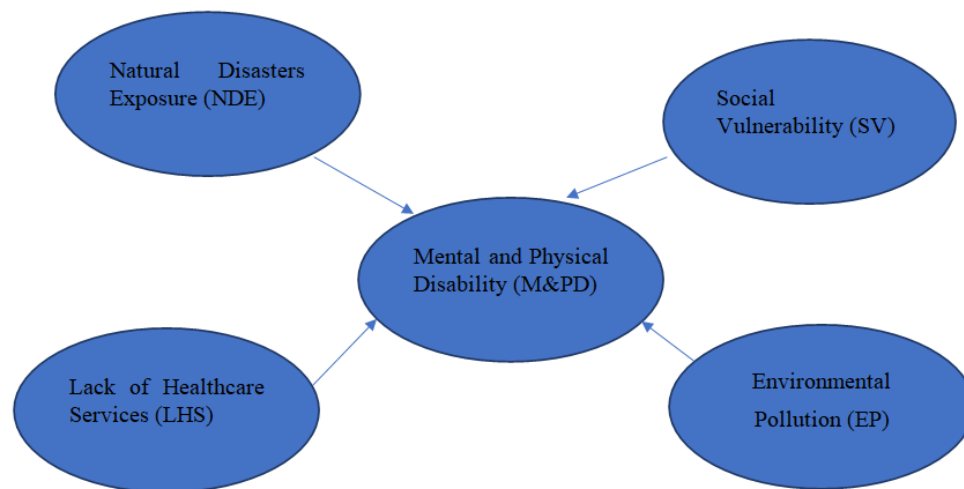 Natural Disasters
Exposure (NDE)
Social
Vulnerability (SV)
Mental and Physical
Disability (M&PD)
Lack of Healthcare
Services (LHS)
Environmental
Pollution (EP)